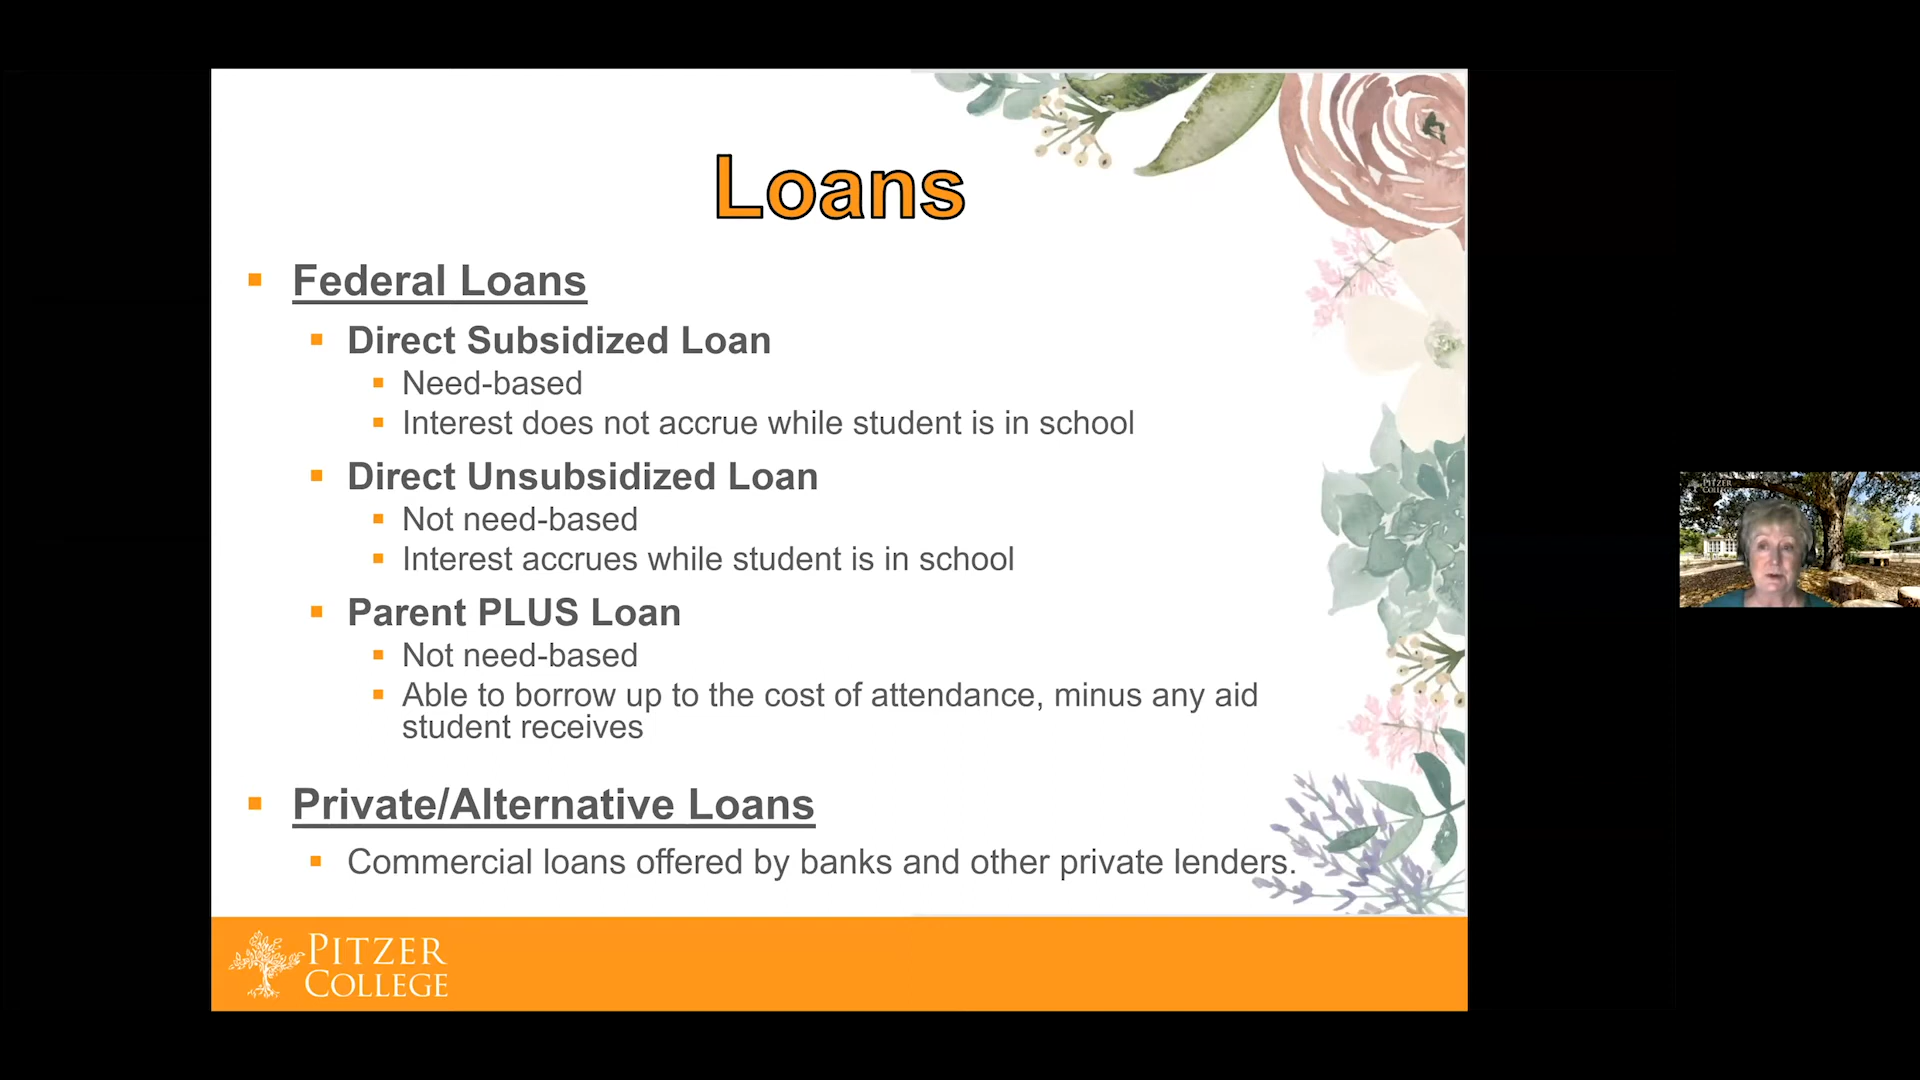 Loans
Federal Loans
Direct Subsidized Loan
Need-based
Interest does not accrue while student is in school
Direct Unsubsidized Loan
Not need-based
Interest accrues while student is in school
Parent PLUS Loan
Not need-based
Able to borrow up to the cost of attendance, minus any aid
student receives
Private/Alternative Loans
Commercial loans offered by banks and other private lenders.
PITZER
COLLEGE
PITZER
COLLEGE